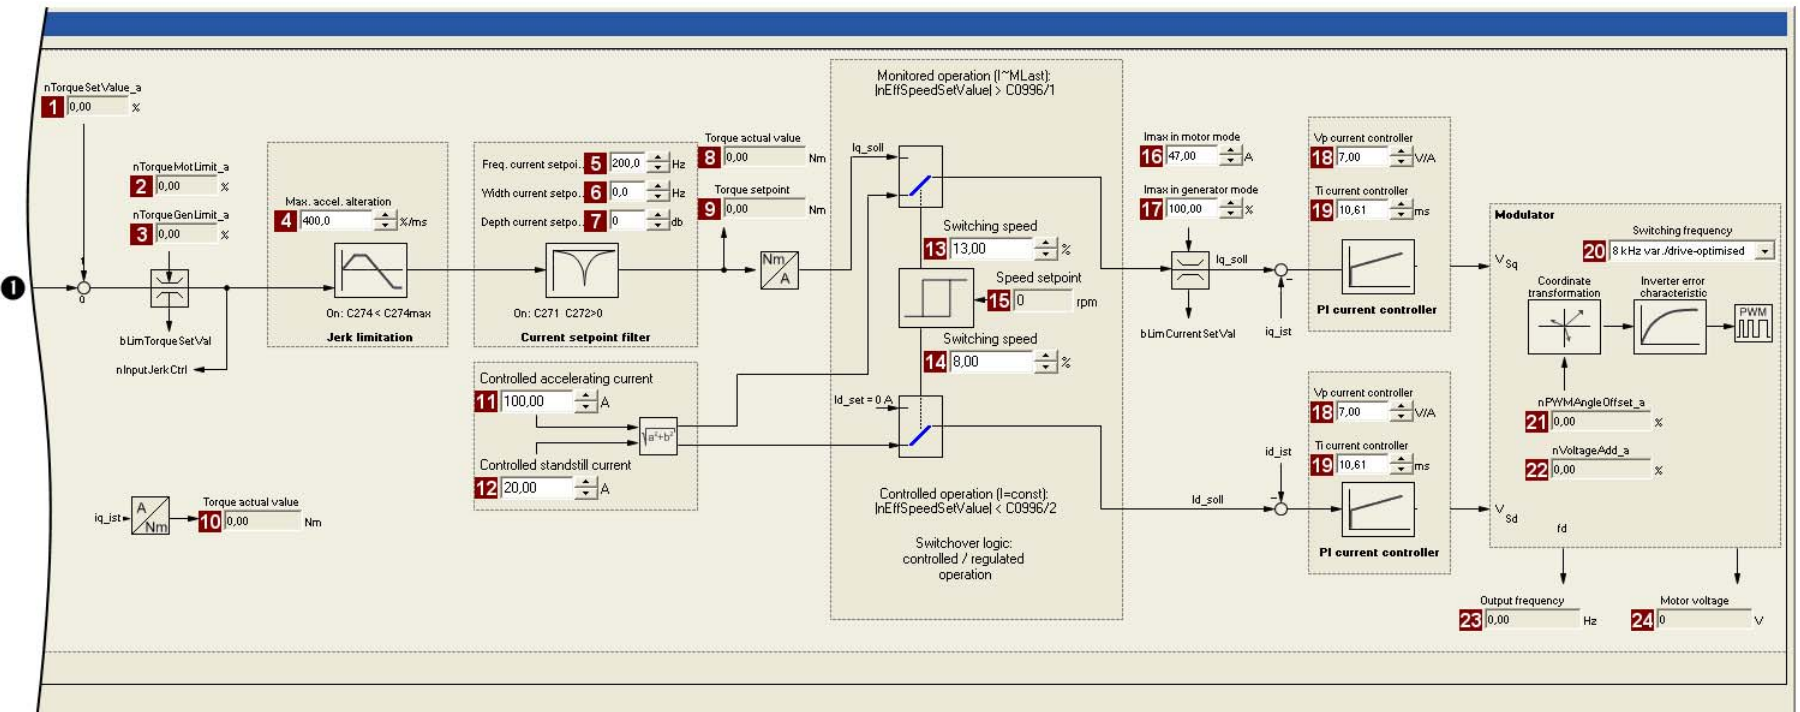 nTorqueSetValue_a
1 0,00 %
1
0
nTorqueMotLimit_a
2 0,00 %
nTorqueGenLimit_a
3 0,00 %
bLimTorqueSetVal
nInputJerkCtrl
Max. accel. alteration
4 400,0 %/ms
On: C274 < C274max
Jerk limitation
Freq. current setpoi... 5 200,0 Hz
Width current setpo... 6 0,0 Hz
Depth current setpo... 7 0 db
On: C271 C272>0
Current setpoint filter
Torque actual value
8 0,00 Nm
Torque setpoint
9 0,00 Nm
Nm
A
iq_ist
A
Nm
Torque actual value
10 0,00 Nm
Controlled accelerating current
11 100,00 A
Controlled standstill current
12 20,00 A
√a²+b²
Monitored operation (I~MLast):
|nEffSpeedSetValue| > C0996/1
Iq_soll
Switching speed
13 13,00 %
Speed setpoint
15 0 rpm
Switching speed
14 8,00 %
Id_set = 0 A
Controlled operation (I=const):
|nEffSpeedSetValue| < C0996/2
Switchover logic:
controlled / regulated
operation
Imax in motor mode
16 47,00 A
Imax in generator mode
17 100,00 %
Iq_soll
bLimCurrentSetVal
iq_ist
Vp current controller
18 7,00 V/A
Ti current controller
19 10,61 ms
PI current controller
id_ist
Id_soll
Vp current controller
18 7,00 V/A
Ti current controller
19 10,61 ms
PI current controller
Modulator
Switching frequency
20 8 kHz var./drive-optimised
V Sq
Coordinate
transformation
Inverter error
characteristic
PWM
nPWMAngleOffset_a
21 0,00 %
nVoltageAdd_a
22 0,00 %
V Sd
fd
Output frequency
23 0,00 Hz
Motor voltage
24 0 V
1